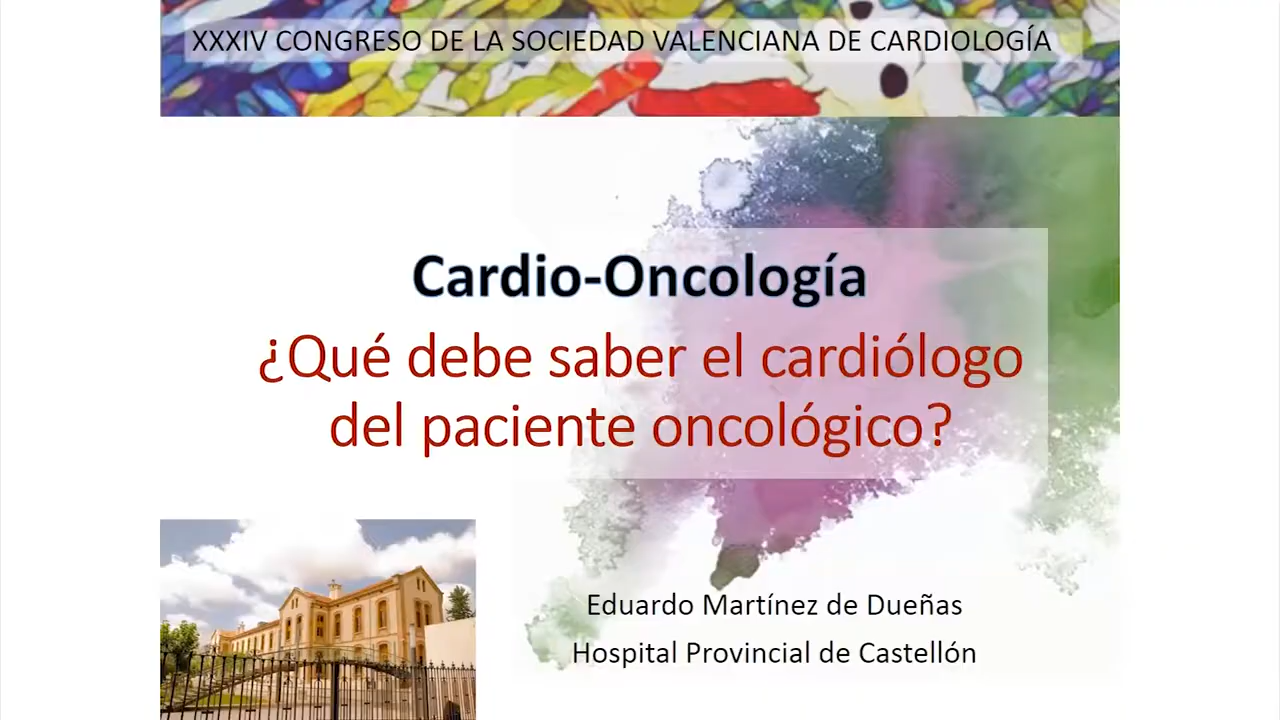 XXXIV CONGRESO DE LA SOCIEDAD VALENCIANA DE CARDIOLOGÍA
Cardio-Oncología
¿Qué debe saber el cardiólogo
del paciente oncológico?
Eduardo Martínez de Dueñas
Hospital Provincial de Castellón